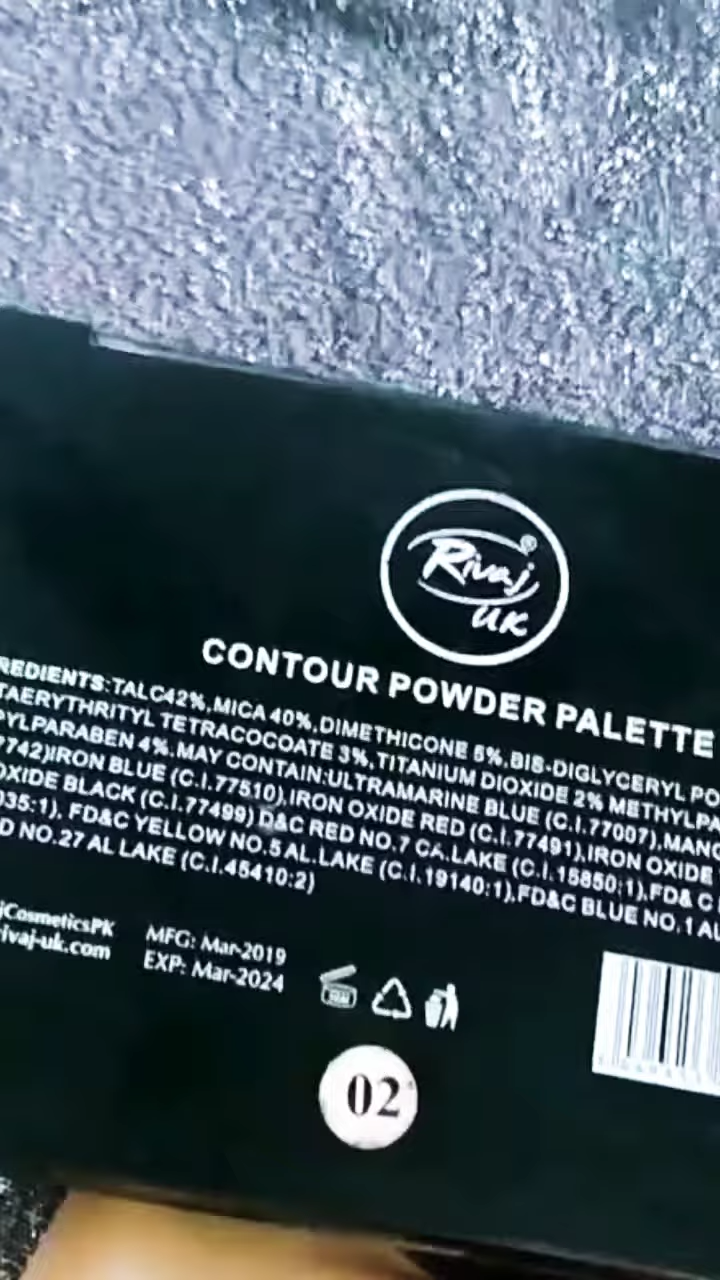 Rivaj®
UK
CONTOUR POWDER PALETTE
REDIENTS:TALC42%,MICA 40%,DIMETHICONE 5%,BIS-DIGLYCERYL PO
TAERYTHRITYL TETRACOCOATE 3%,TITANIUM DIOXIDE 2% METHYLPA
PYLPARABEN 4%.MAY CONTAIN:ULTRAMARINE BLUE (C.I.77007),MANG
7742)IRON BLUE (C.I.77510),IRON OXIDE RED (C.I.77491),IRON OXIDE
OXIDE BLACK (C.I.77499) D&C RED NO.7 CA.LAKE (C.I.15850:1),FD& C
035:1), FD&C YELLOW NO.5 AL.LAKE (C.I.19140:1),FD&C BLUE NO.1 AL
D NO.27 AL LAKE (C.I.45410:2)
jCosmeticsPK
rivaj-uk.com
MFG: Mar-2019
EXP: Mar-2024
02